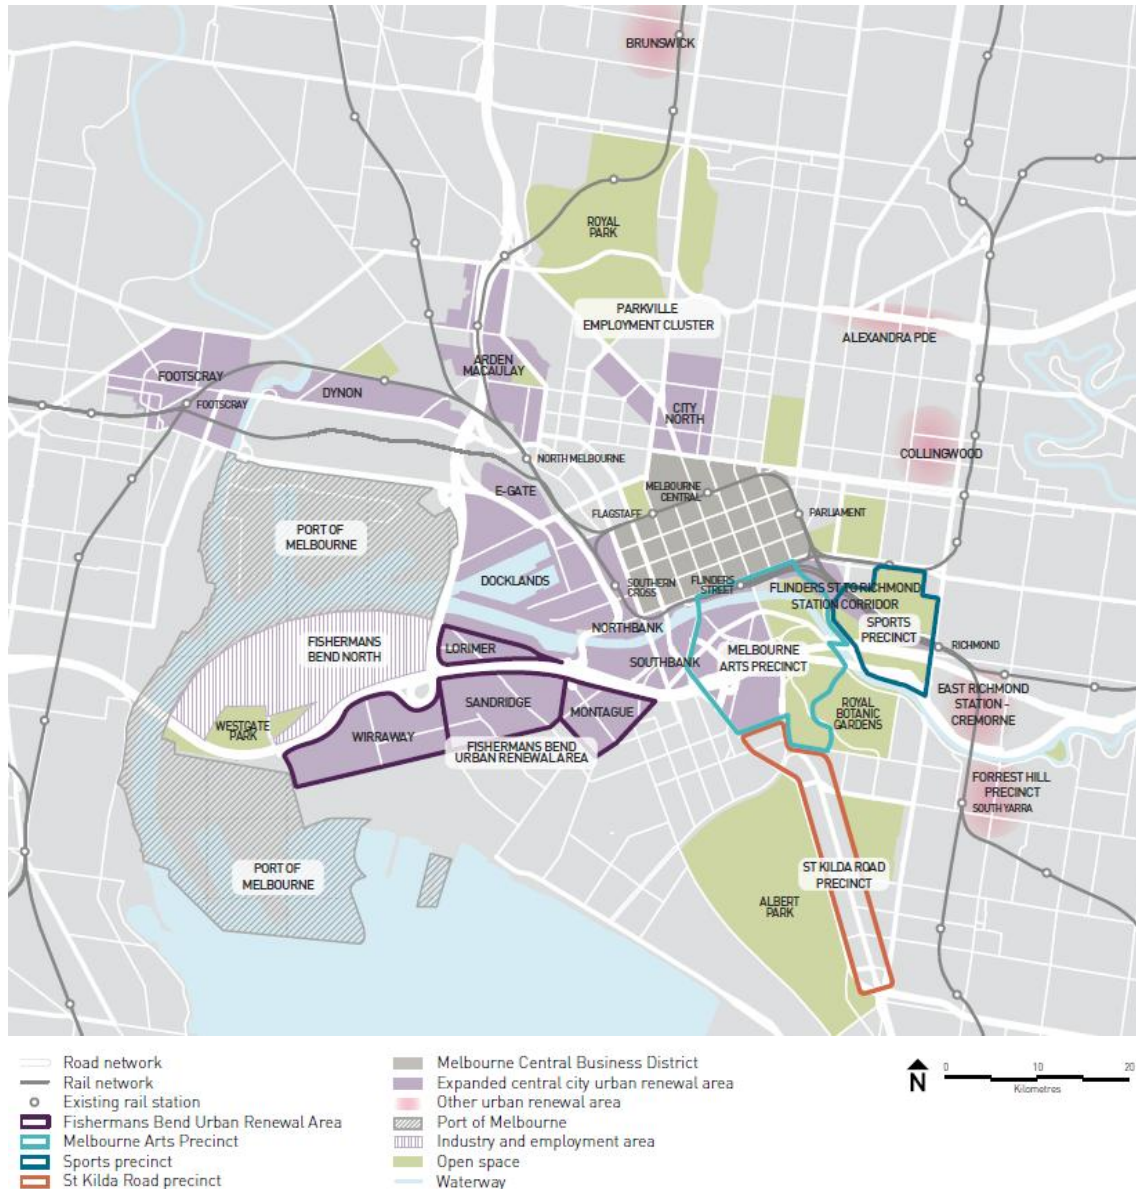 BRUNSWICK
ROYAL
PARK
PARKVILLE
EMPLOYMENT CLUSTER
ALEXANDRA PDE
ARDEN
MACAULAY
FOOTSCRAY
DYNON
FOOTSCRAY
CITY
NORTH
COLLINGWOOD
NORTH MELBOURNE
E-GATE
MELBOURNE
CENTRAL
FLAGSTAFF
PARLIAMENT
PORT OF
MELBOURNE
DOCKLANDS
SOUTHERN
CROSS
FLINDERS
STREET
FLINDERS ST TO RICHMOND
STATION CORRIDOR
SPORTS
PRECINCT
NORTHBANK
RICHMOND
FISHERMANS
BEND NORTH
LORIMER
SOUTHBANK
MELBOURNE
ARTS PRECINCT
EAST RICHMOND
STATION -
CREMORNE
SANDRIDGE
MONTAGUE
ROYAL
BOTANIC
GARDENS
WESTGATE
PARK
WIRRAWAY
FISHERMANS BEND
URBAN RENEWAL AREA
FORREST HILL
PRECINCT
SOUTH YARRA
PORT OF
MELBOURNE
ST KILDA ROAD
PRECINCT
ALBERT
PARK
Road network
Rail network
Existing rail station
Fishermans Bend Urban Renewal Area
Melbourne Arts Precinct
Sports precinct
St Kilda Road precinct
Melbourne Central Business District
Expanded central city urban renewal area
Other urban renewal area
Port of Melbourne
Industry and employment area
Open space
Waterway
N
0 10 20
Kilometres